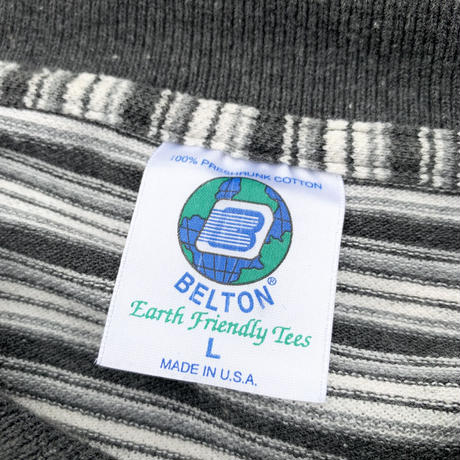 100% PRESHRUNK COTTON
B
BELTON®
Earth Friendly Tees
L
MADE IN U.S.A.